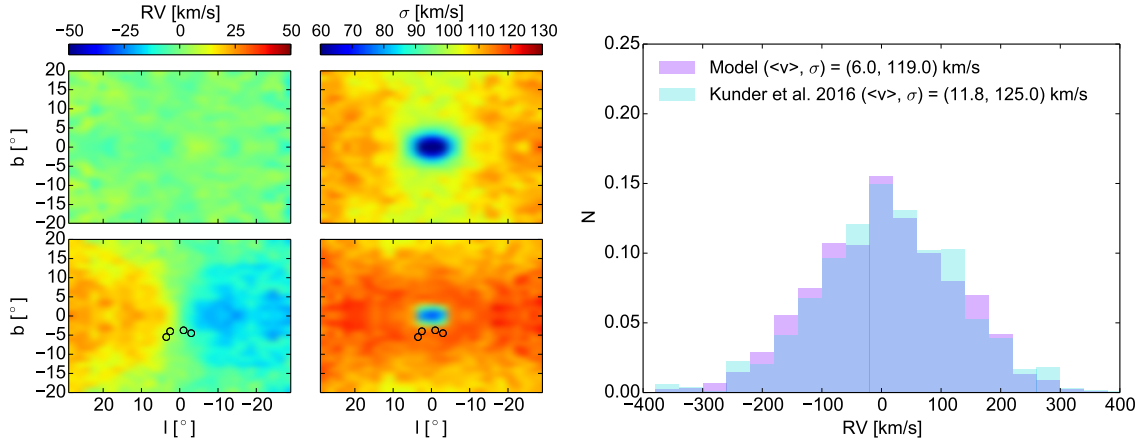 RV [km/s]
−50 −25 0 25 50
σ [km/s]
60 70 80 90 100 110 120 130
b [°]
20
15
10
5
0
−5
−10
−15
−20
b [°]
20
15
10
5
0
−5
−10
−15
−20
20 10 0 −10 −20
l [°]
20 10 0 −10 −20
l [°]
0.25
0.20
0.15
0.10
0.05
0.00
N
Model (<v>, σ) = (6.0, 119.0) km/s
Kunder et al. 2016 (<v>, σ) = (11.8, 125.0) km/s
−400 −300 −200 −100 0 100 200 300 400
RV [km/s]